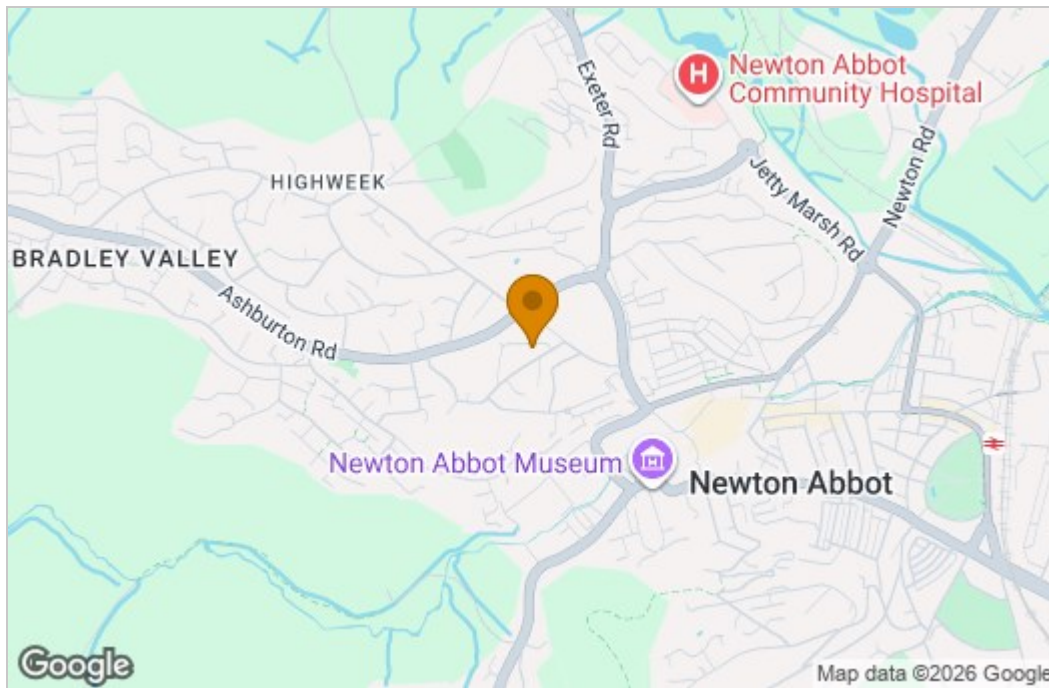 Exeter Rd
H
Newton Abbot
Community Hospital
HIGHWEEK
Jetty Marsh Rd
Newton Rd
BRADLEY VALLEY
Ashburton Rd
Newton Abbot Museum
Newton Abbot
Google
Map data ©2026 Google